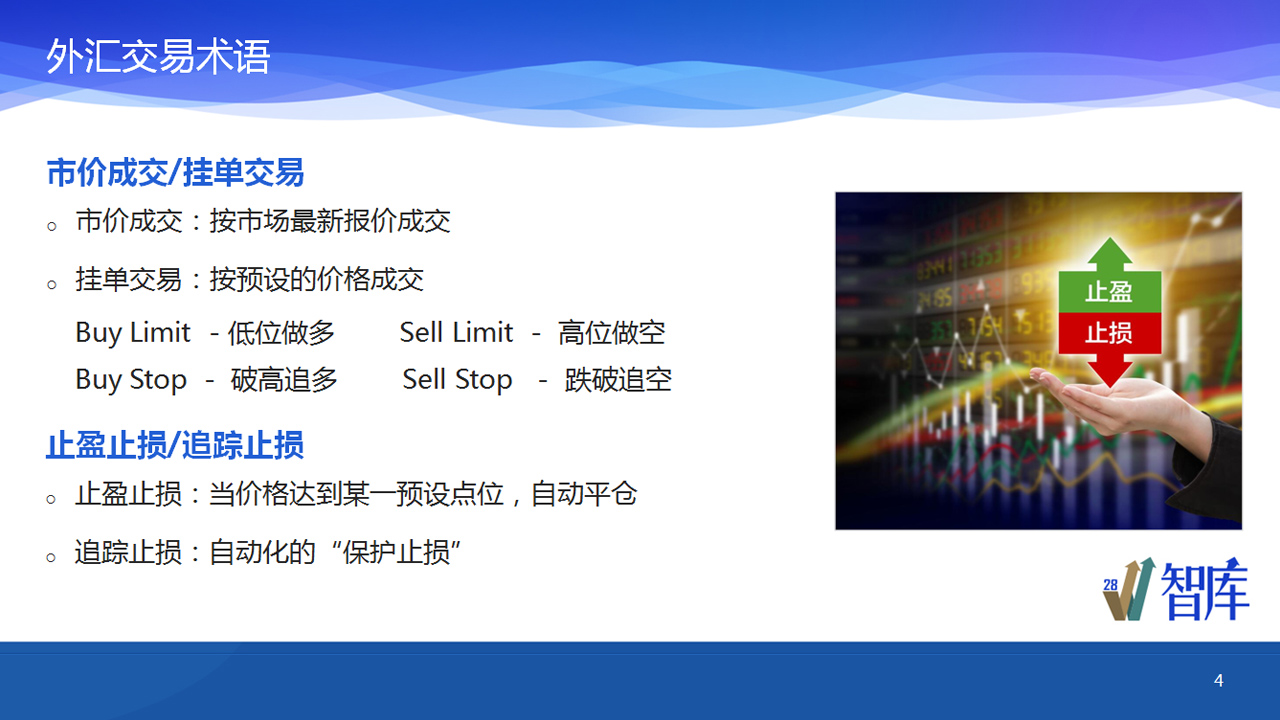 外汇交易术语
市价成交/挂单交易
市价成交：按市场最新报价成交
挂单交易：按预设的价格成交
Buy Limit - 低位做多 Sell Limit - 高位做空
Buy Stop - 破高追多 Sell Stop - 跌破追空
止盈止损/追踪止损
止盈止损：当价格达到某一预设点位，自动平仓
追踪止损：自动化的“保护止损”
止盈
止损
28
智库
4